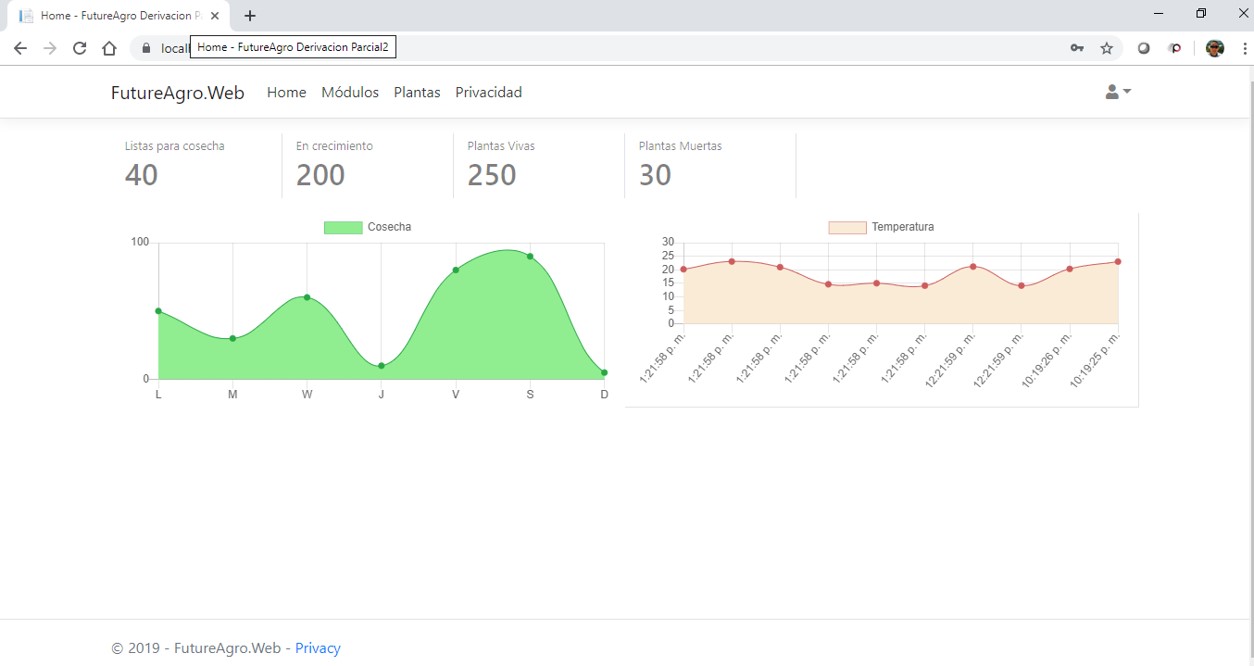 Home - FutureAgro Derivacion P
locall
Home - FutureAgro Derivacion Parcial2
FutureAgro.Web Home Módulos Plantas Privacidad
Listas para cosecha
40
En crecimiento
200
Plantas Vivas
250
Plantas Muertas
30
Cosecha
100
0
L M W J V S D
Temperatura
30
25
20
15
10
5
0
1:21:58 p. m.
1:21:58 p. m.
1:21:58 p. m.
1:21:58 p. m.
1:21:58 p. m.
1:21:58 p. m.
12:21:59 p. m.
12:21:59 p. m.
10:19:26 p. m.
10:19:25 p. m.
© 2019 - FutureAgro.Web - Privacy